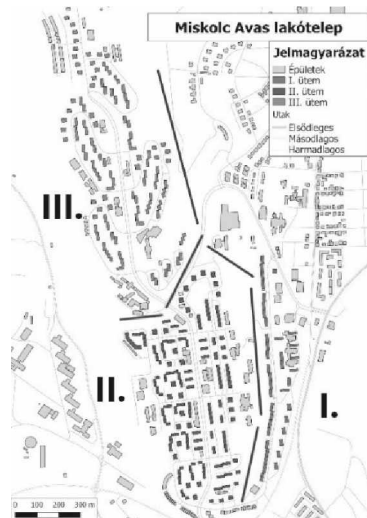 Miskolc Avas lakótelep
Jelmagyarázat
Épületek
I. ütem
II. ütem
III. ütem
Utak
Elsődleges
Másodlagos
Harmadlagos
III.
II.
I.
0 100 200 300 m